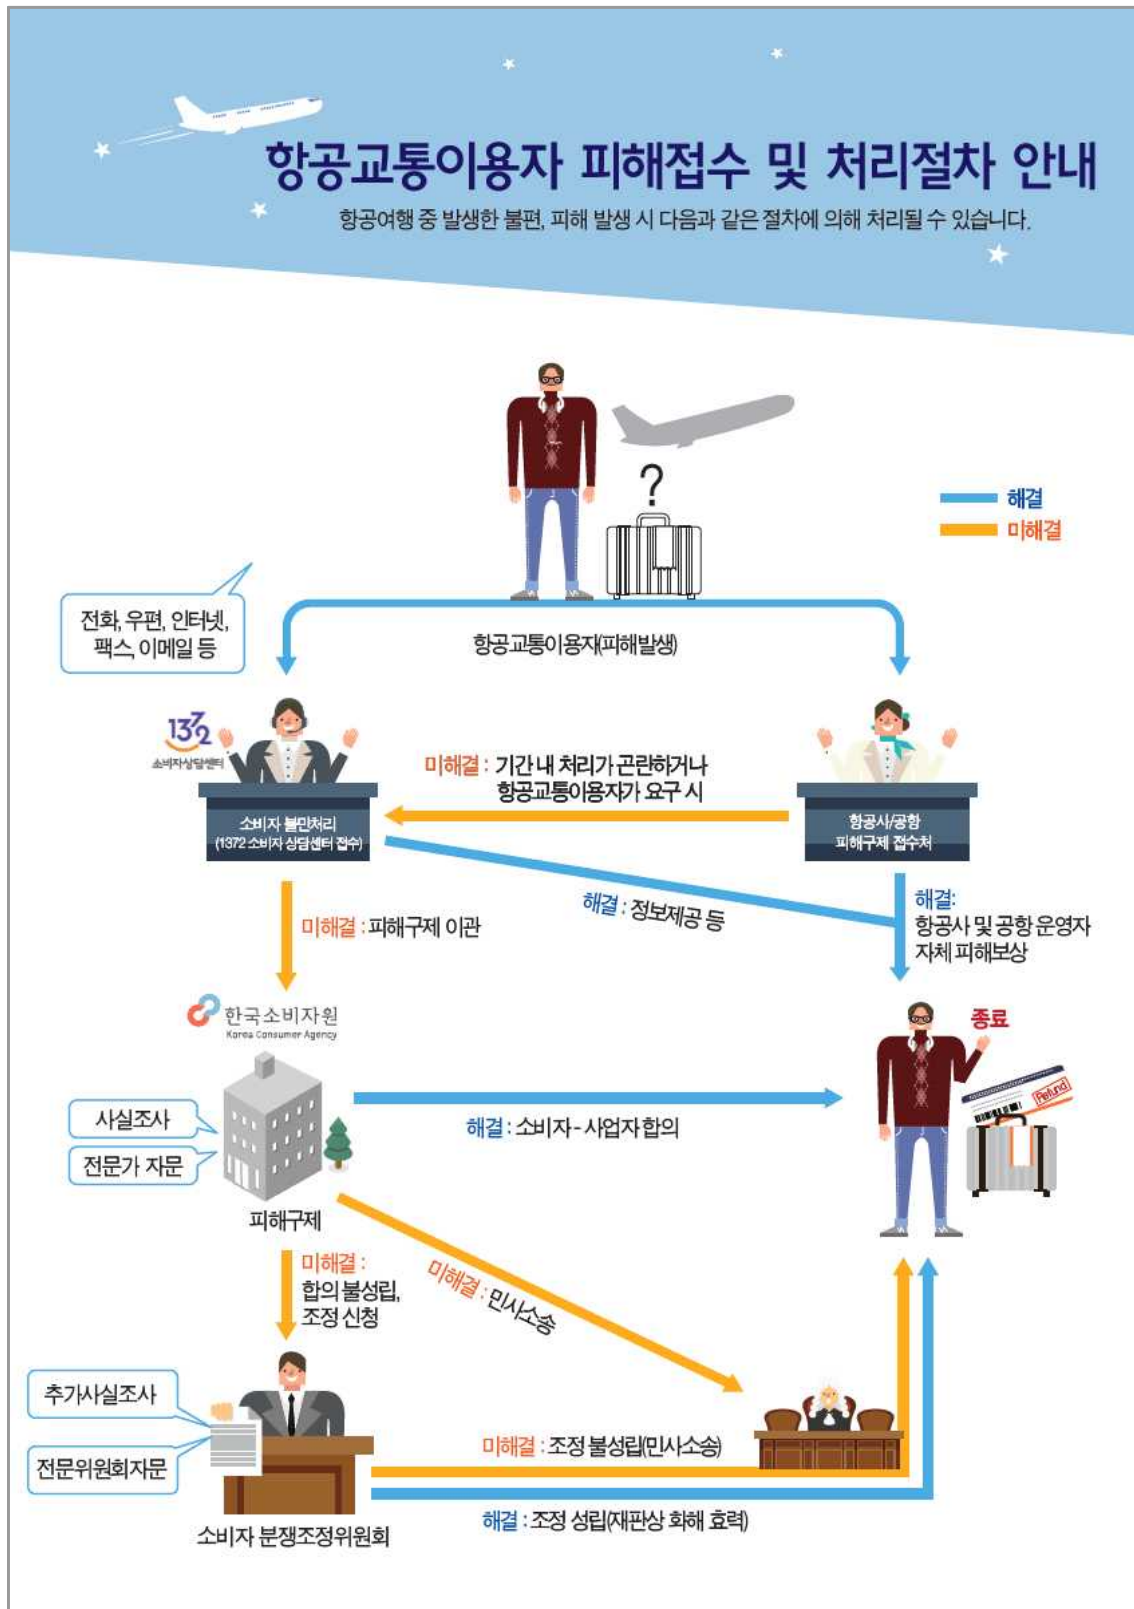 항공교통이용자 피해접수 및 처리절차 안내
항공여행 중 발생한 불편, 피해 발생 시 다음과 같은 절차에 의해 처리될 수 있습니다.
?
해결
미해결
전화, 우편, 인터넷,
팩스, 이메일 등
항공교통이용자(피해발생)
1372
소비자상담센터
미해결 : 기간 내 처리가 곤란하거나
항공교통이용자가 요구 시
소비자 불만처리
(1372 소비자 상담센터 접수)
항공사/공항
피해구제 접수처
해결 : 정보제공 등
해결:
항공사 및 공항 운영자
자체 피해보상
미해결 : 피해구제 이관
한국소비자원
Korea Consumer Agency
종료
Refund
사실조사
전문가 자문
해결 : 소비자 - 사업자 합의
피해구제
미해결 :
합의 불성립,
조정 신청
미해결 : 민사소송
추가사실조사
전문위원회자문
미해결 : 조정 불성립(민사소송)
해결 : 조정 성립(재판상 화해 효력)
소비자 분쟁조정위원회